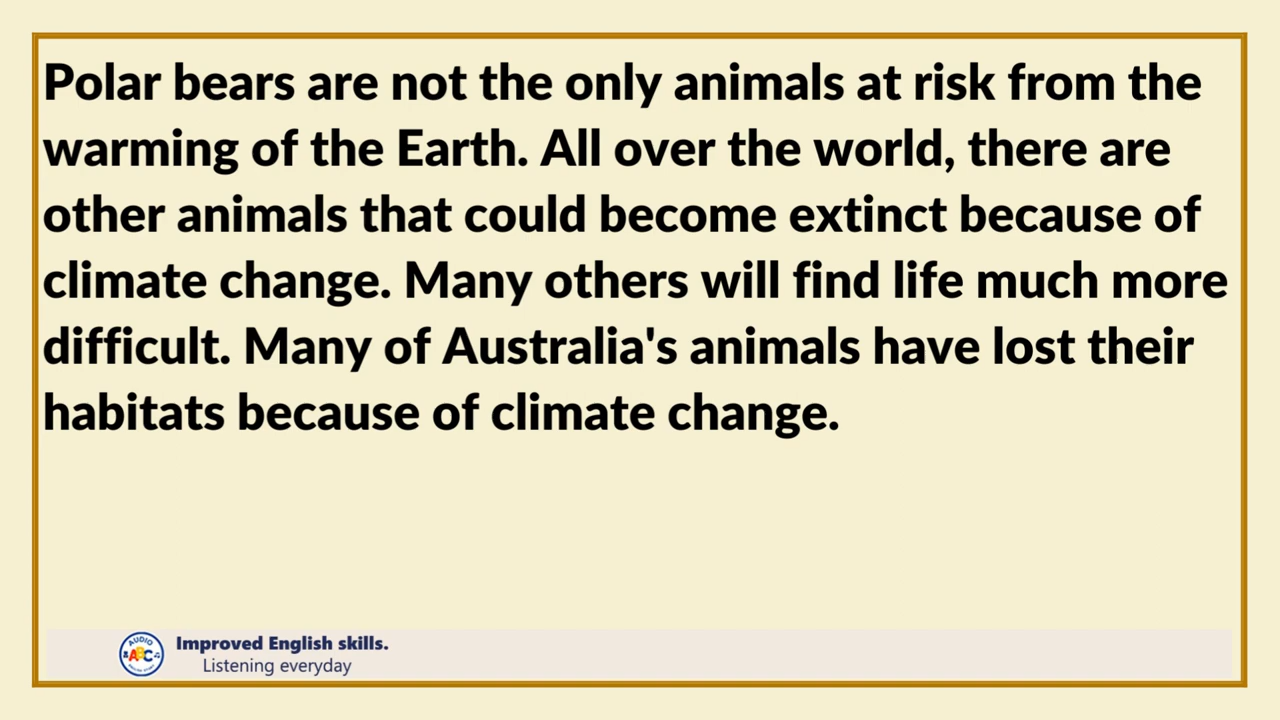 Polar bears are not the only animals at risk from the
warming of the Earth. All over the world, there are
other animals that could become extinct because of
climate change. Many others will find life much more
difficult. Many of Australia's animals have lost their
habitats because of climate change.
AUDIO
ABC
Improved English skills.
Listening everyday